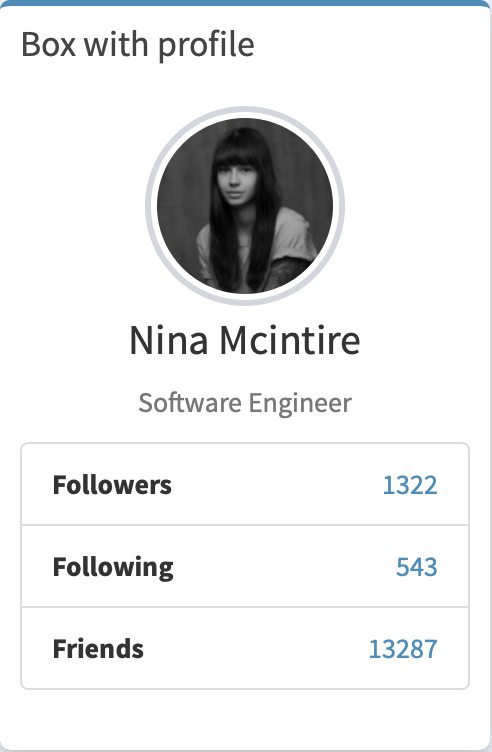 Box with profile
Nina Mcintire
Software Engineer
Followers 1322
Following 543
Friends 13287